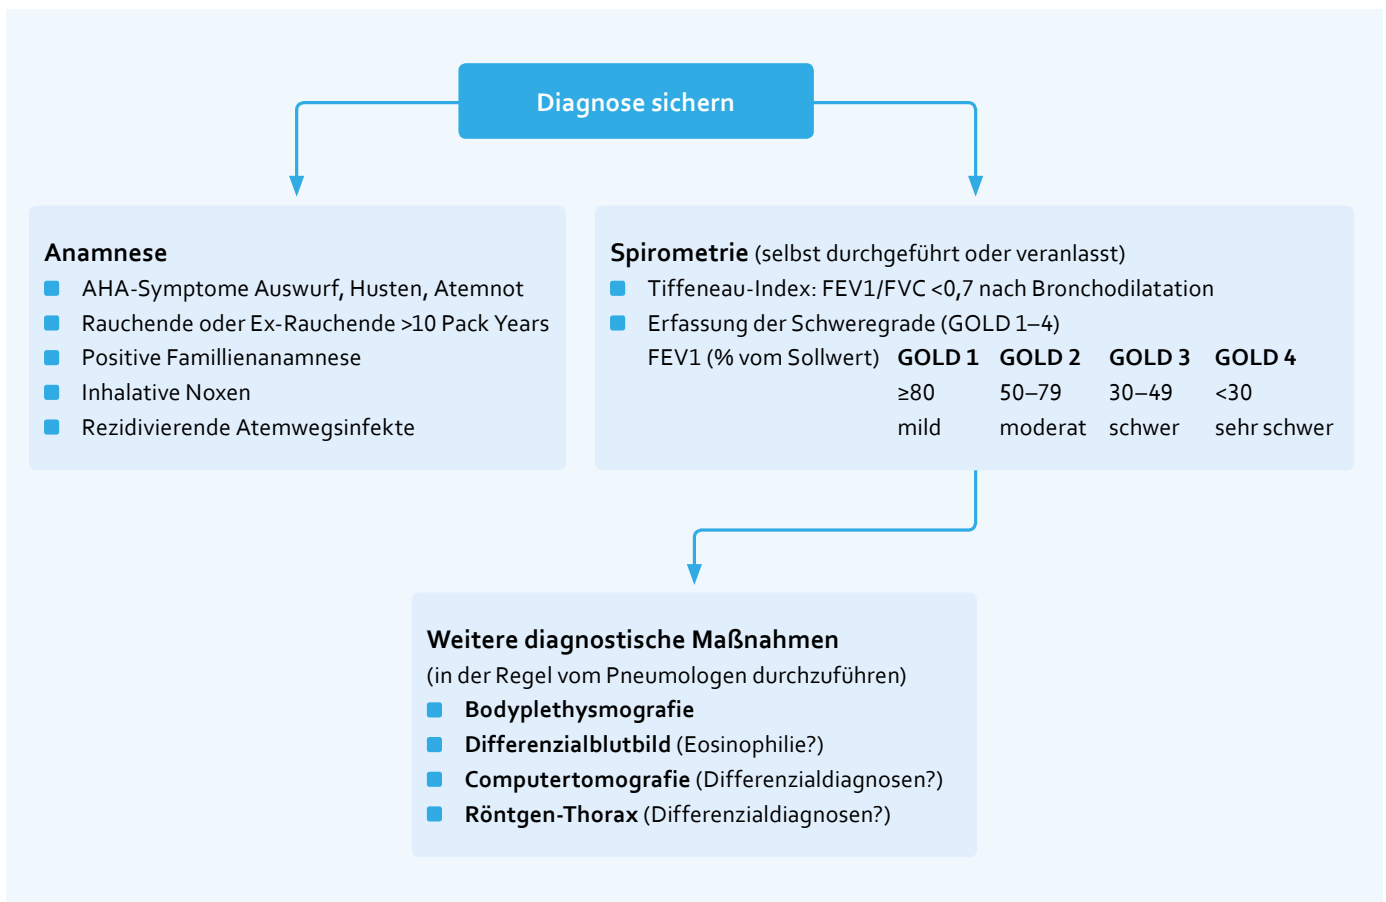 Diagnose sichern
Anamnese
AHA-Symptome Auswurf, Husten, Atemnot
Rauchende oder Ex-Rauchende >10 Pack Years
Positive Famillienanamnese
Inhalative Noxen
Rezidivierende Atemwegsinfekte
Spirometrie (selbst durchgeführt oder veranlasst)
Tiffeneau-Index: FEV1/FVC <0,7 nach Bronchodilatation
Erfassung der Schweregrade (GOLD 1–4)
FEV1 (% vom Sollwert) GOLD 1 GOLD 2 GOLD 3 GOLD 4
≥80 50–79 30–49 <30
mild moderat schwer sehr schwer
Weitere diagnostische Maßnahmen
(in der Regel vom Pneumologen durchzuführen)
Bodyplethysmografie
Differenzialblutbild (Eosinophilie?)
Computertomografie (Differenzialdiagnosen?)
Röntgen-Thorax (Differenzialdiagnosen?)